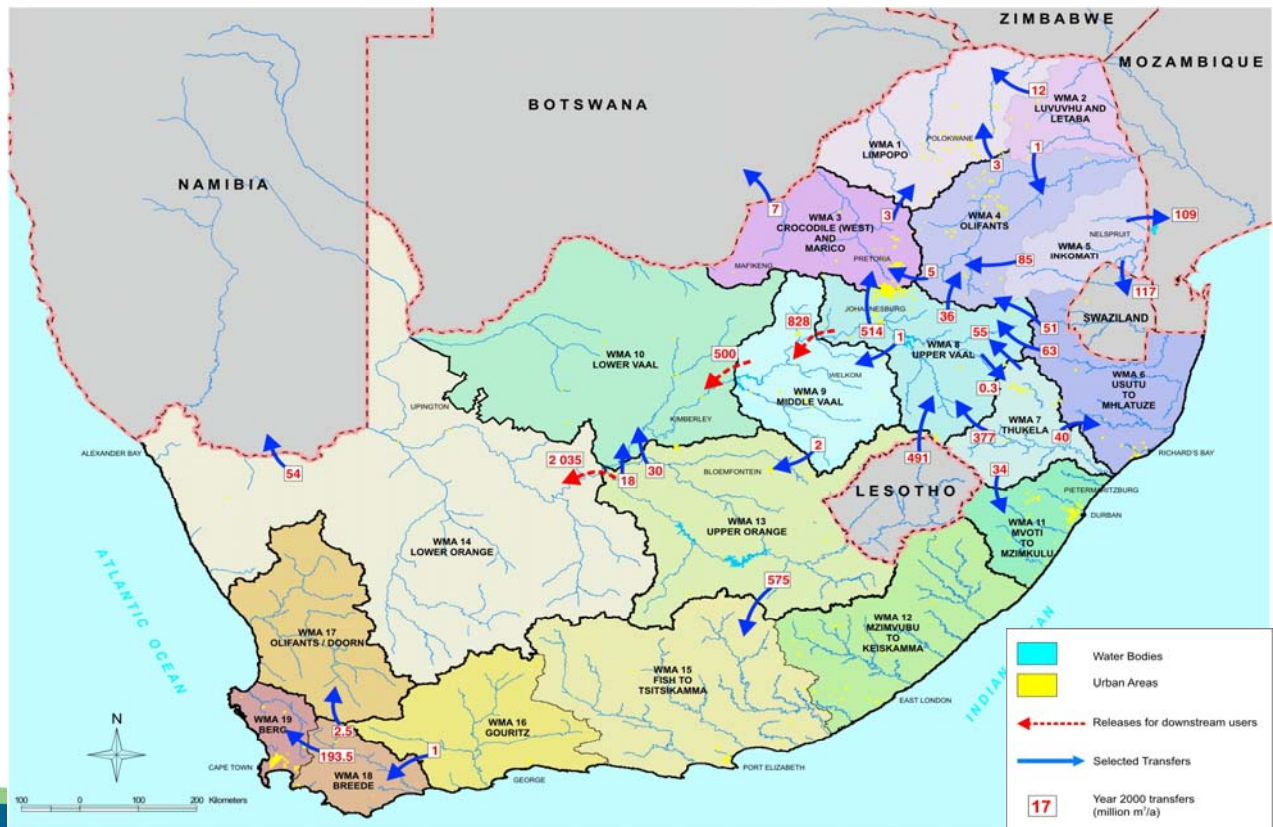 ZIMBABWE
MOZAMBIQUE
BOTSWANA
NAMIBIA
12
WMA 2
LUVUVHU AND
LETABA
POLOKWANE
WMA 1
LIMPOPO
3
1
7
3
WMA 3
CROCODILE (WEST)
AND
MARICO
WMA 4
OLIFANTS
109
NELSPRUIT
WMA 5
INKOMATI
MAFIKENG
PRETORIA
5
85
117
SWAZILAND
JOHANNESBURG
36
514
51
828
1
55
63
WMA 8
UPPER VAAL
500
WMA 10
LOWER VAAL
WELKOM
WMA 9
MIDDLE VAAL
0.3
WMA 6
USUTU
TO
MHLATUZE
UPINGTON
KIMBERLEY
WMA 7
THUKELA
377
40
2
ALEXANDER BAY
54
2 035
18
30
BLOEMFONTEIN
491
34
RICHARD'S BAY
LESOTHO
PIETERMARITZBURG
DURBAN
WMA 11
MVOTI
TO
MZIMKULU
WMA 13
UPPER ORANGE
WMA 14
LOWER ORANGE
575
ATLANTIC OCEAN
WMA 12
MZIMVUBU
TO
KEISKAMMA
WMA 17
OLIFANTS / DOORN
WMA 15
FISH TO
TSITSIKAMMA
EAST LONDON
INDIAN
WMA 19
BERG
2.5
WMA 16
GOURITZ
193.5
1
CAPE TOWN
WMA 18
BREEDE
GEORGE
PORT ELIZABETH
N
100 0 100 200 Kilometers
Water Bodies
Urban Areas
Releases for downstream users
Selected Transfers
17
Year 2000 transfers
(million m³/a)